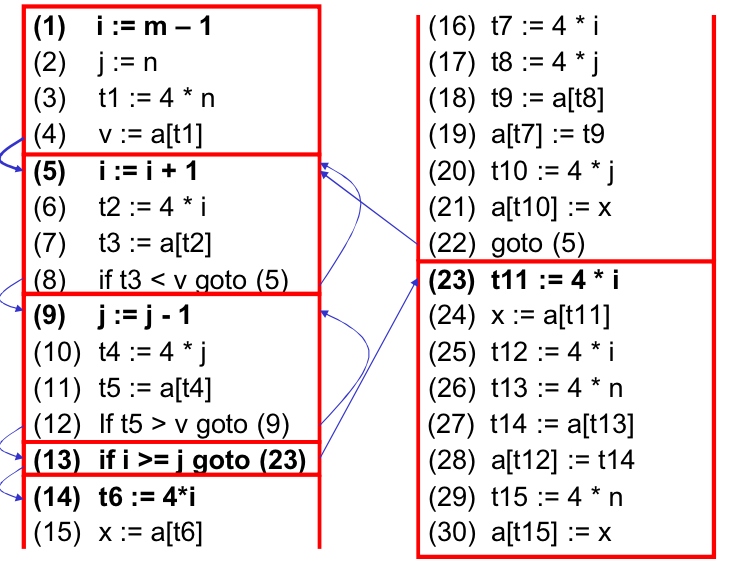 (1) i := m – 1
(2) j := n
(3) t1 := 4 * n
(4) v := a[t1]
(5) i := i + 1
(6) t2 := 4 * i
(7) t3 := a[t2]
(8) if t3 < v goto (5)
(9) j := j - 1
(10) t4 := 4 * j
(11) t5 := a[t4]
(12) If t5 > v goto (9)
(13) if i >= j goto (23)
(14) t6 := 4*i
(15) x := a[t6]
(16) t7 := 4 * i
(17) t8 := 4 * j
(18) t9 := a[t8]
(19) a[t7] := t9
(20) t10 := 4 * j
(21) a[t10] := x
(22) goto (5)
(23) t11 := 4 * i
(24) x := a[t11]
(25) t12 := 4 * i
(26) t13 := 4 * n
(27) t14 := a[t13]
(28) a[t12] := t14
(29) t15 := 4 * n
(30) a[t15] := x